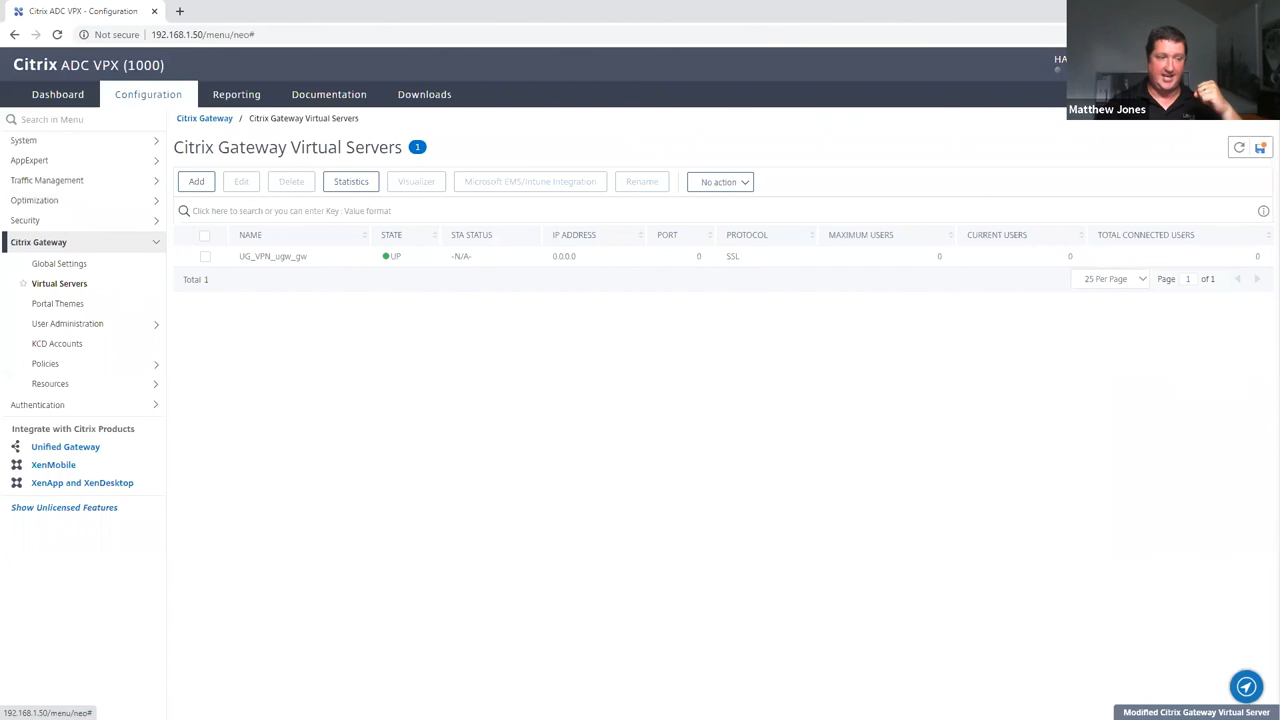 Citrix ADC VPX - Configuration
Not secure
192.168.1.50/menu/neo#
Citrix ADC VPX (1000)
HA
Matthew Jones
Dashboard
Configuration
Reporting
Documentation
Downloads
Search in Menu
System
AppExpert
Traffic Management
Optimization
Security
Citrix Gateway
Global Settings
Virtual Servers
Portal Themes
User Administration
KCD Accounts
Policies
Resources
Authentication
Integrate with Citrix Products
Unified Gateway
XenMobile
XenApp and XenDesktop
Show Unlicensed Features
Citrix Gateway / Citrix Gateway Virtual Servers
Citrix Gateway Virtual Servers 1
Add Edit Delete Statistics Visualizer Microsoft EMS/Intune Integration Rename No action
Click here to search or you can enter Key : Value format
NAME STATE STA STATUS IP ADDRESS PORT PROTOCOL MAXIMUM USERS CURRENT USERS TOTAL CONNECTED USERS
UG_VPN_ugw_gw UP -N/A- 0.0.0.0 0 SSL 0 0 0
Total 1
25 Per Page Page 1 of 1
192.168.1.50/menu/neo#
Modified Citrix Gateway Virtual Server